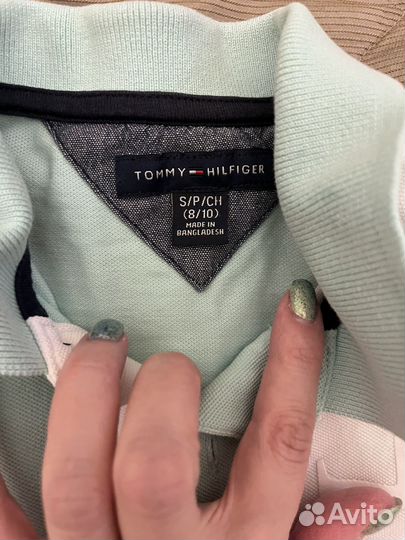 TOMMY HILFIGER
S/P/CH
(8/10)
MADE IN
BANGLADESH
Avito